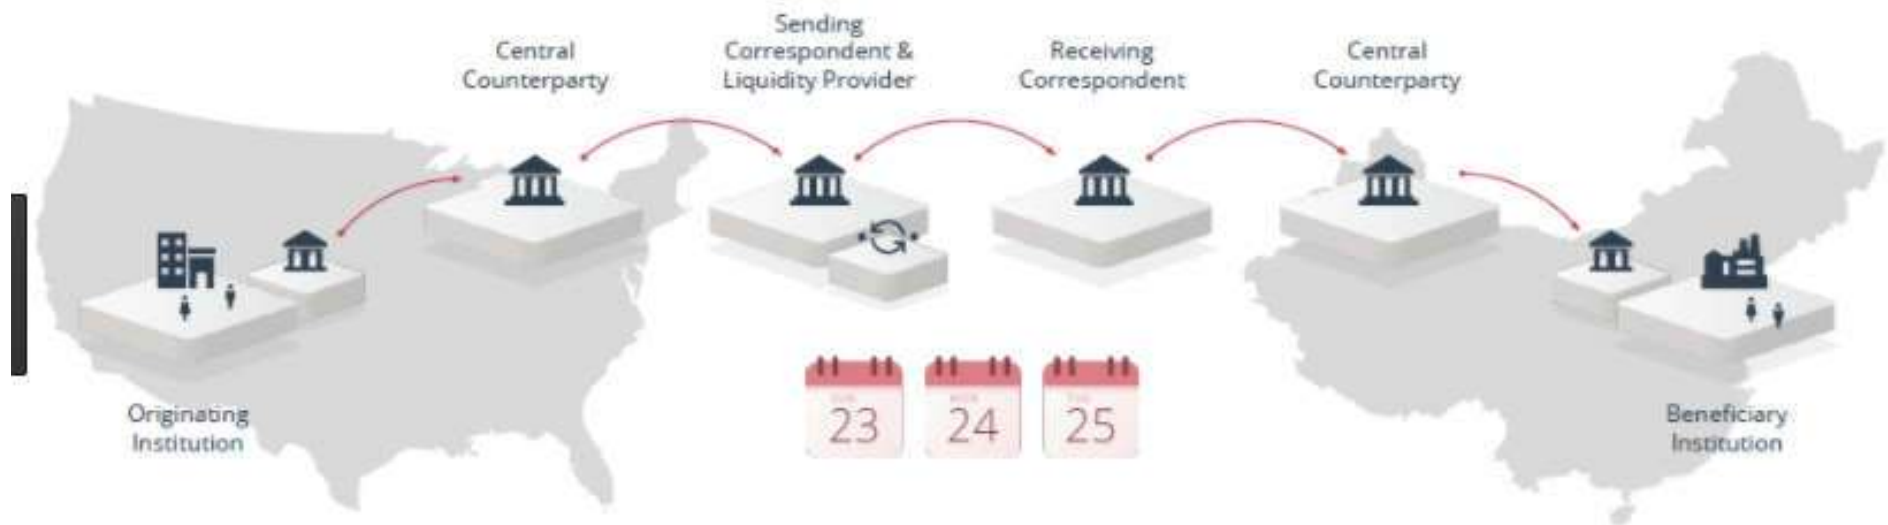 Sending
Central
Correspondent &
Receiving
Central
Counterparty
Liquidity Provider
Correspondent
Counterparty
23
24
25
Originating
Institution
Beneficiary
Institution